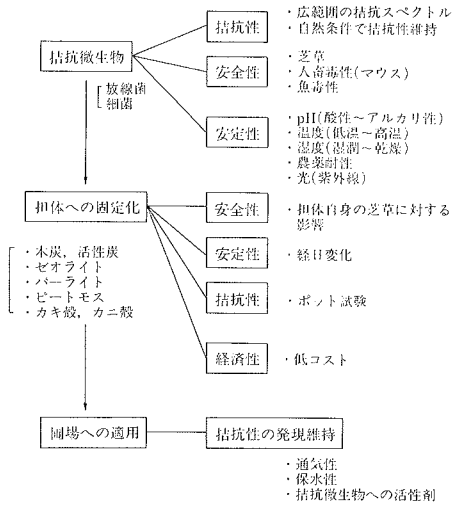 拮抗微生物
放線菌
細菌
拮抗性
・広範囲の拮抗スペクトル
・自然条件で拮抗性維持
安全性
・芝草
・人畜毒性(マウス)
・魚毒性
安定性
・pH(酸性～アルカリ性)
・温度(低温～高温)
・湿度(湿潤～乾燥)
・農薬耐性
・光(紫外線)
担体への固定化
・木炭，活性炭
・ゼオライト
・パーライト
・ピートモス
・カキ殻，カニ殻
安全性
・担体自身の芝草に対する
影響
安定性
・経日変化
拮抗性
・ポット試験
経済性
・低コスト
圃場への適用
拮抗性の発現維持
・通気性
・保水性
・拮抗微生物への活性剤